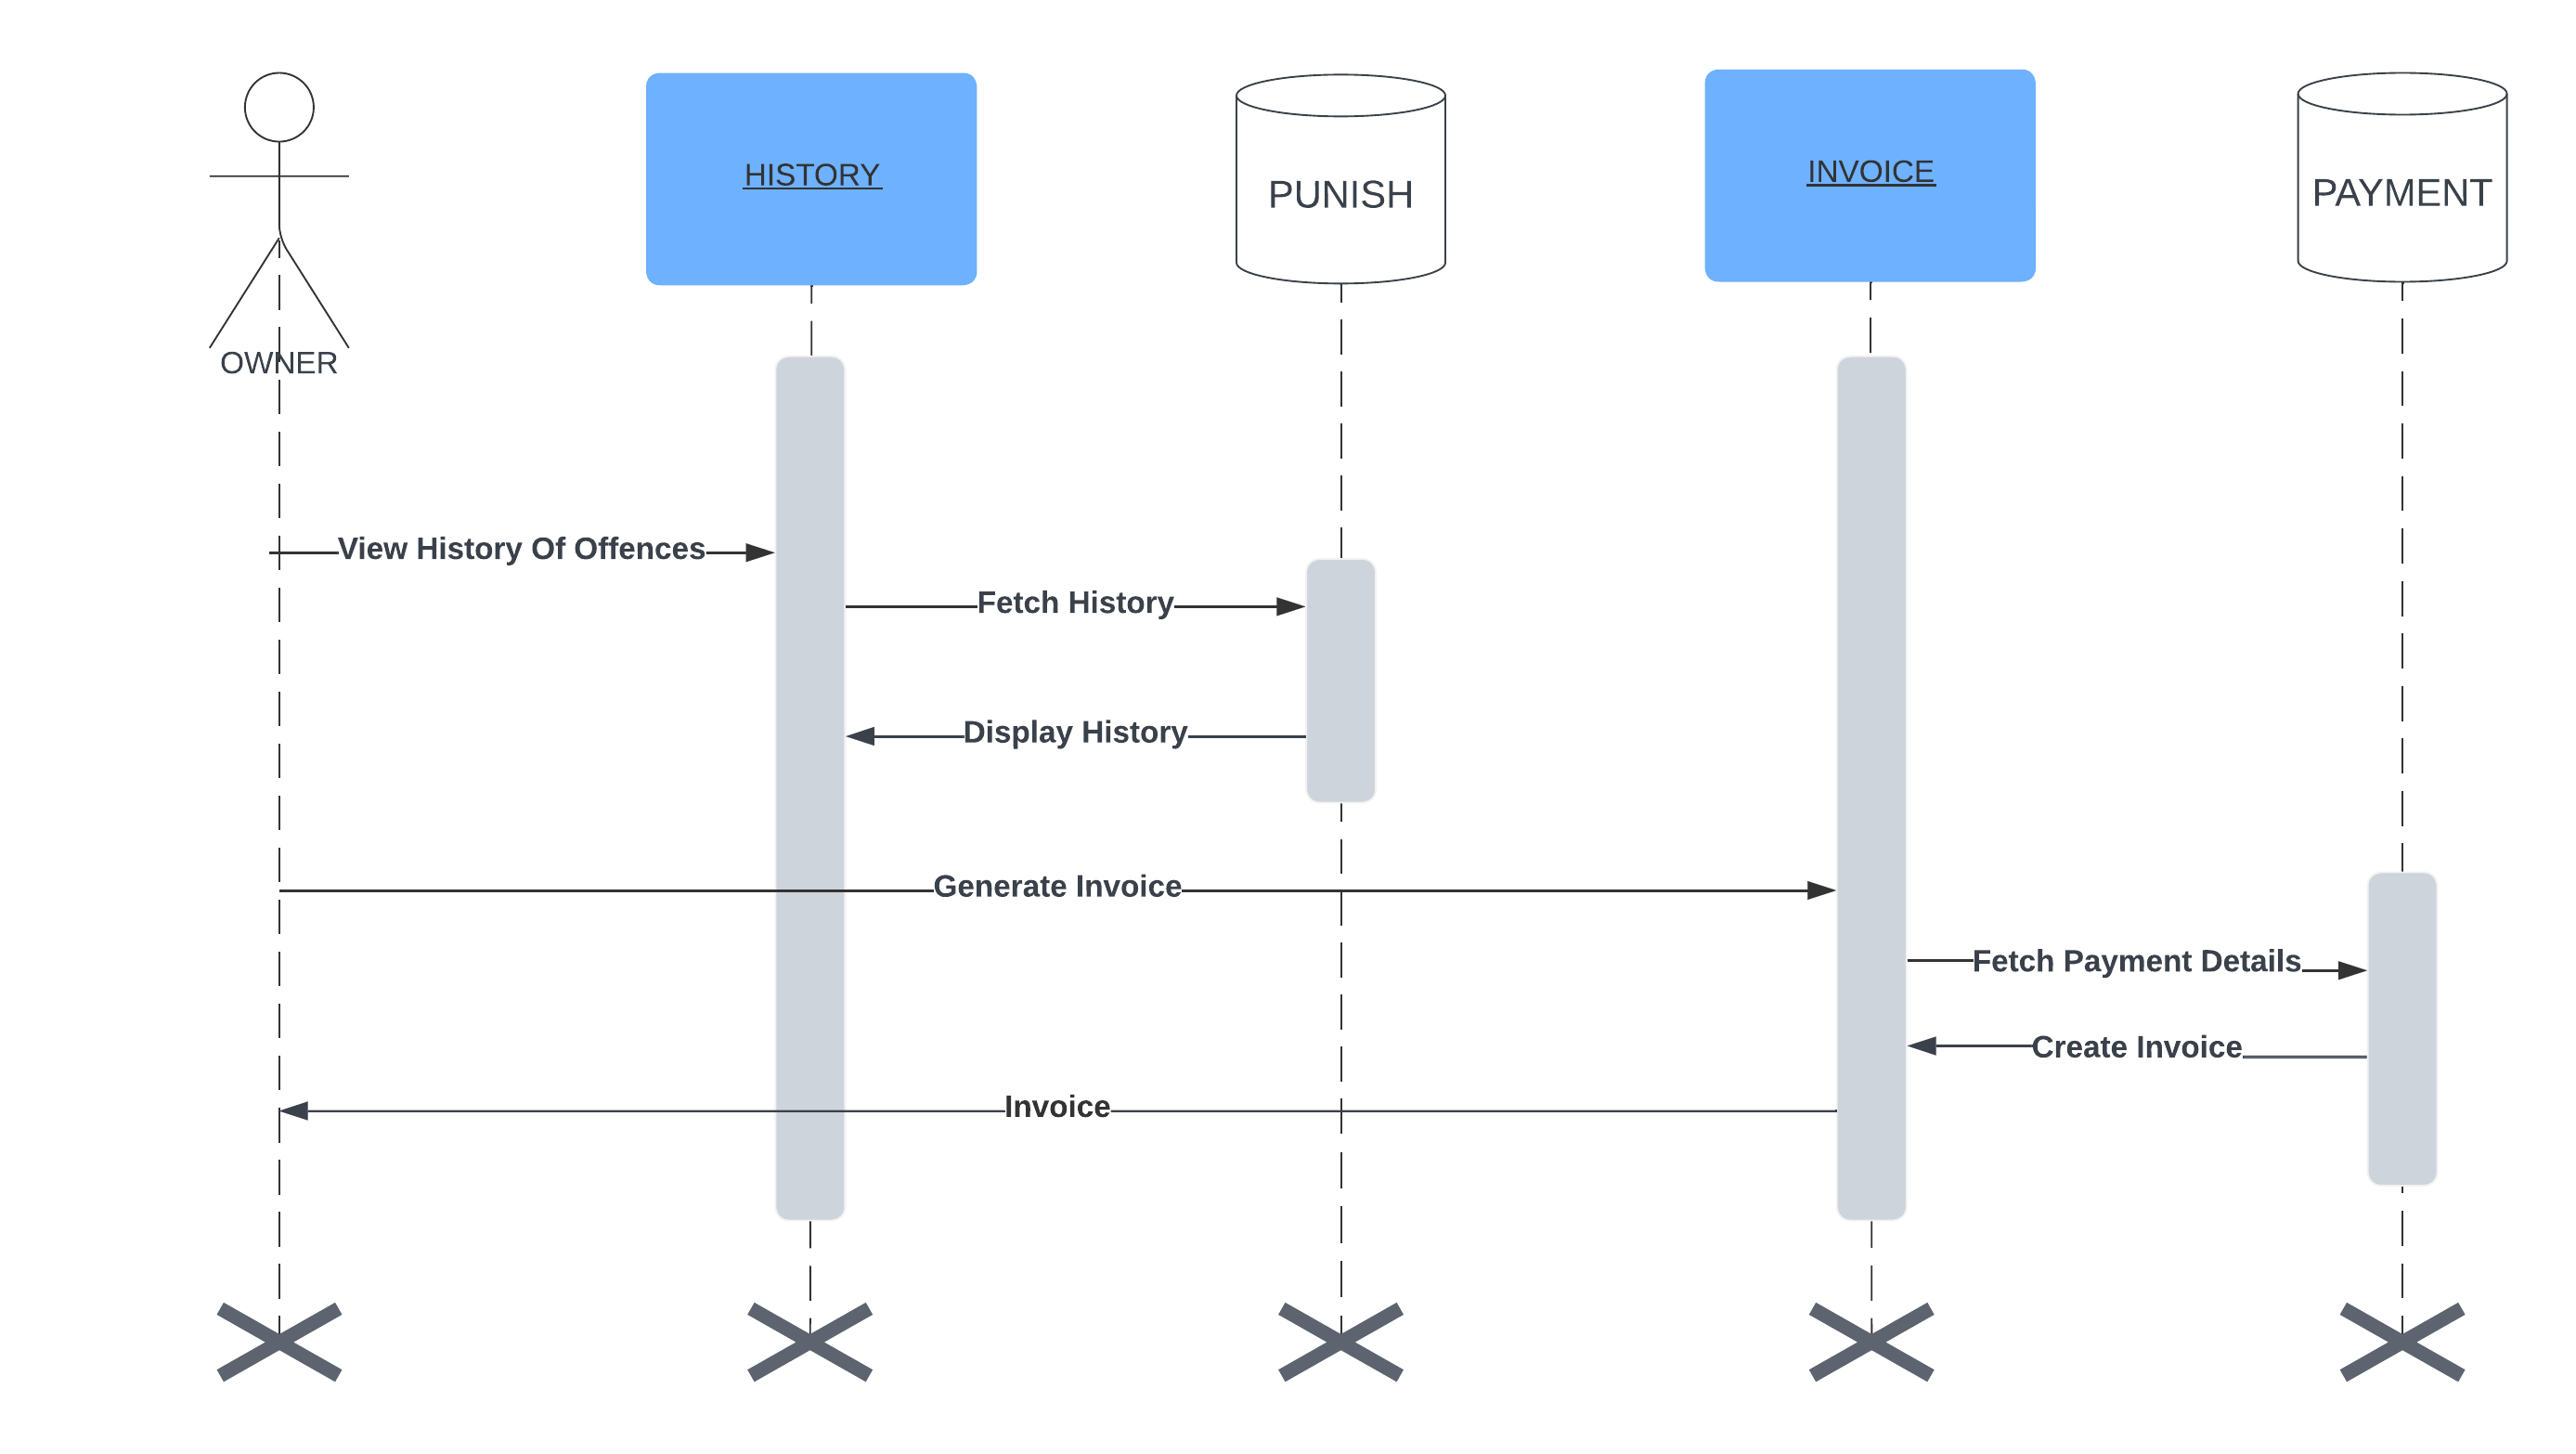 HISTORY
PUNISH
INVOICE
PAYMENT
OWNER
View History Of Offences
Fetch History
Display History
Generate Invoice
Fetch Payment Details
Create Invoice
Invoice